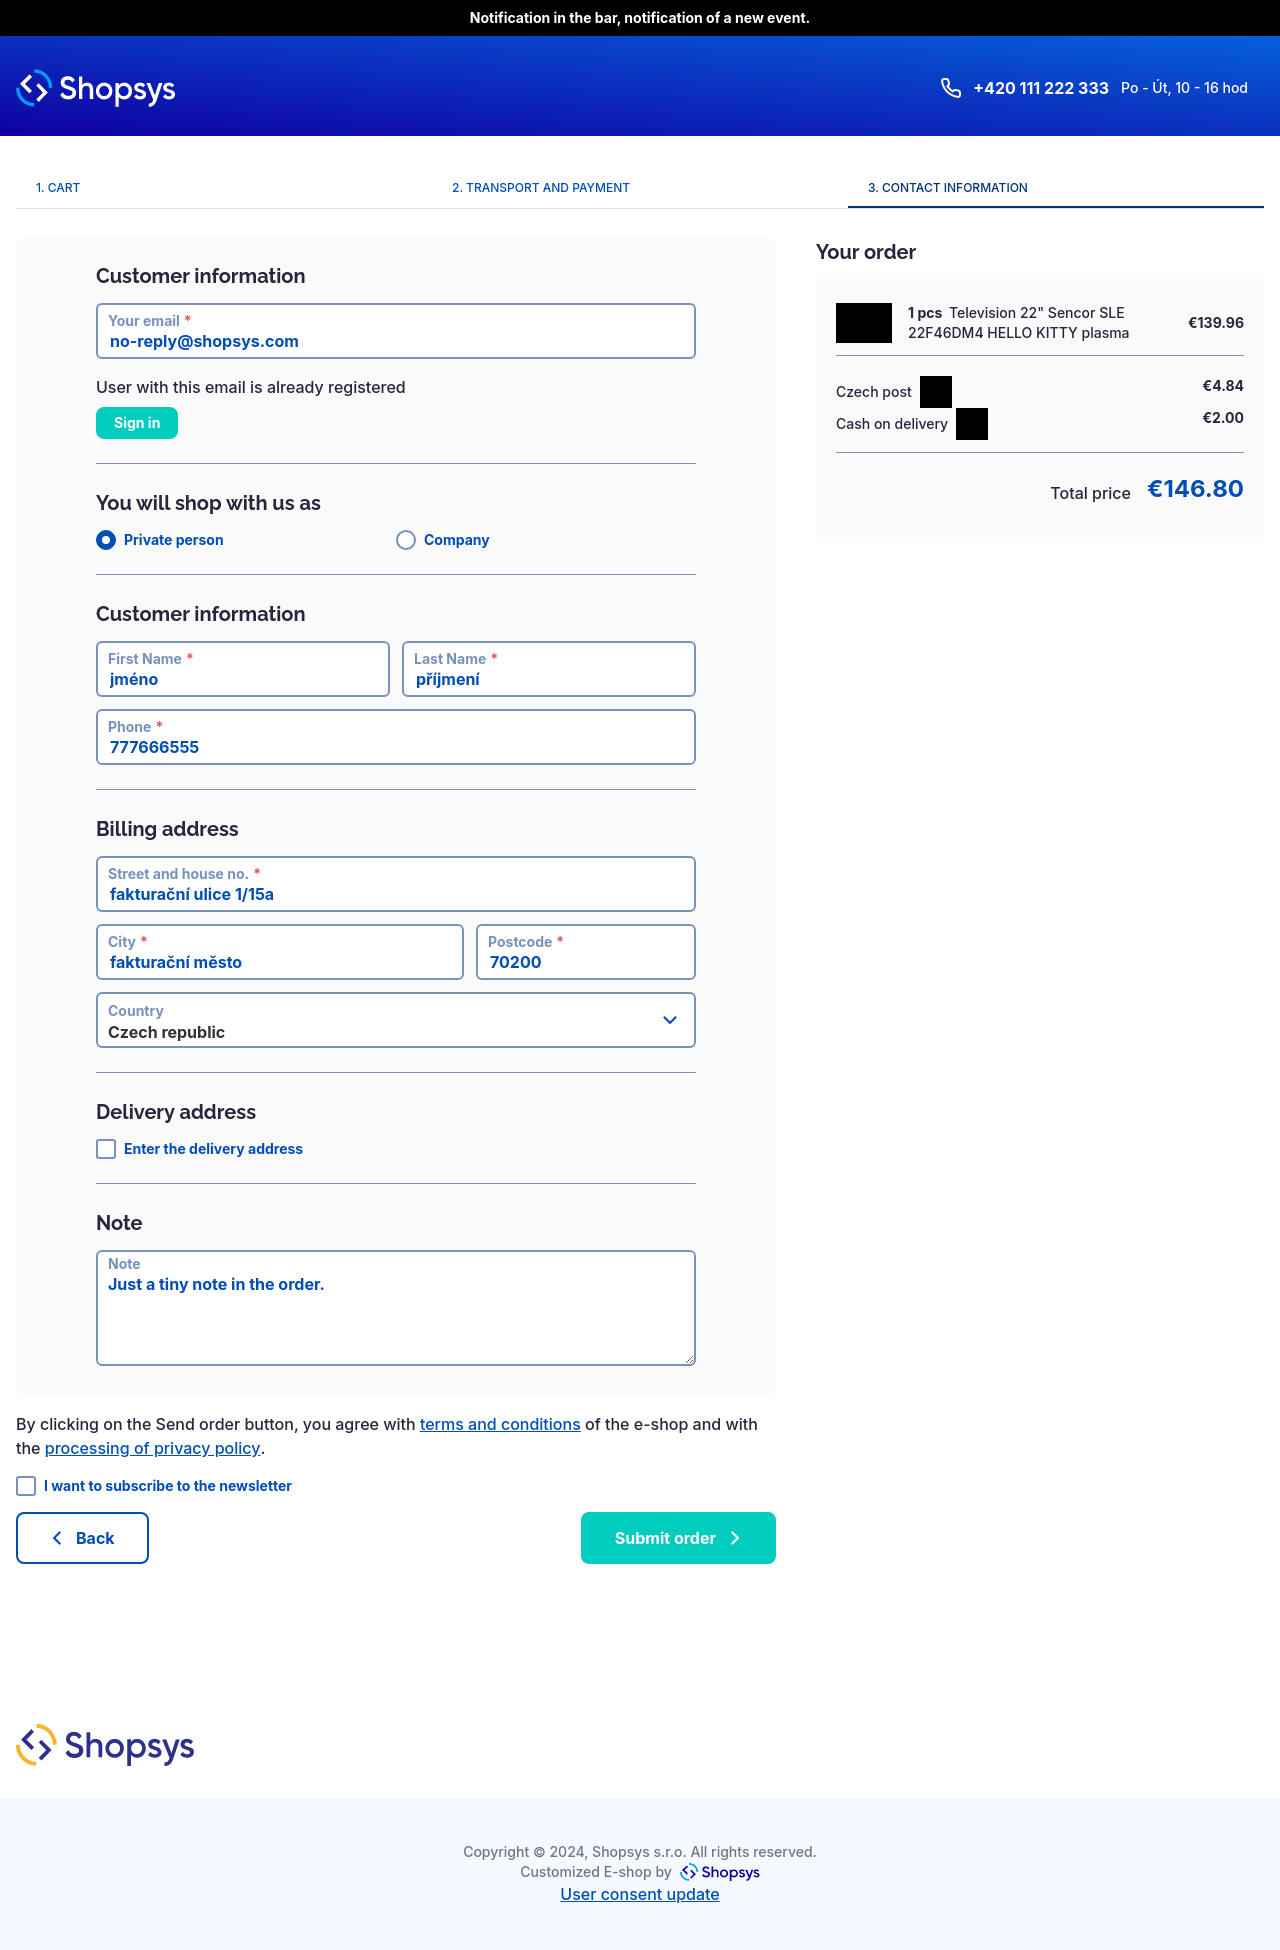 Notification in the bar, notification of a new event.
Shopsys
+420 111 222 333 Po - Út, 10 - 16 hod
1. CART
2. TRANSPORT AND PAYMENT
3. CONTACT INFORMATION
Customer information
Your email *
no-reply@shopsys.com
User with this email is already registered
Sign in
You will shop with us as
Private person
Company
Customer information
First Name *
jméno
Last Name *
příjmení
Phone *
777666555
Billing address
Street and house no. *
fakturační ulice 1/15a
City *
fakturační město
Postcode *
70200
Country
Czech republic
Delivery address
Enter the delivery address
Note
Note
Just a tiny note in the order.
By clicking on the Send order button, you agree with terms and conditions of the e-shop and with
the processing of privacy policy.
I want to subscribe to the newsletter
Back
Submit order
Your order
1 pcs Television 22" Sencor SLE
22F46DM4 HELLO KITTY plasma
€139.96
Czech post
€4.84
Cash on delivery
€2.00
Total price €146.80
Shopsys
Copyright © 2024, Shopsys s.r.o. All rights reserved.
Customized E-shop by Shopsys
User consent update